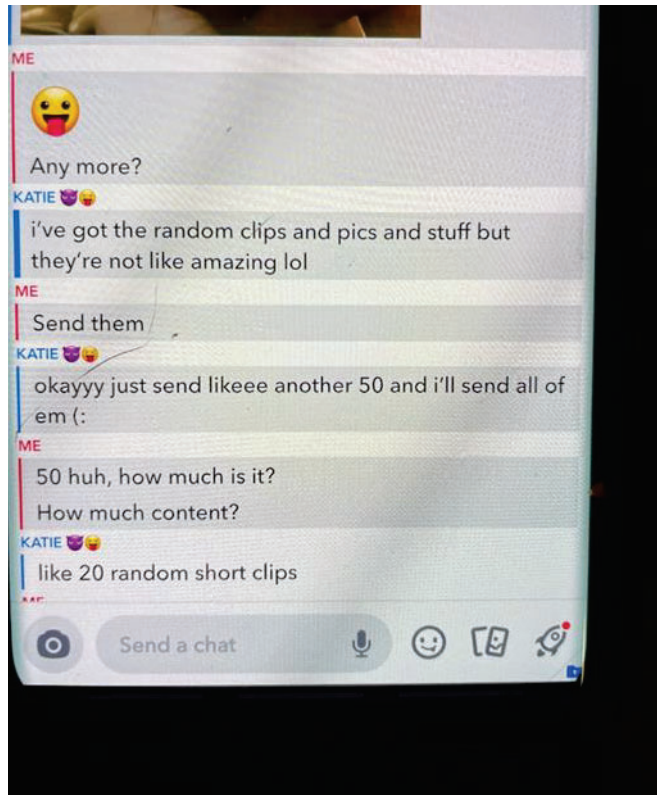 ME
Any more?
KATIE 😈😝
i've got the random clips and pics and stuff but
they're not like amazing lol
ME
Send them
KATIE 😈😝
okayyy just send likeee another 50 and i'll send all of
em (:
ME
50 huh, how much is it?
How much content?
KATIE 😈😝
like 20 random short clips
ME
Send a chat